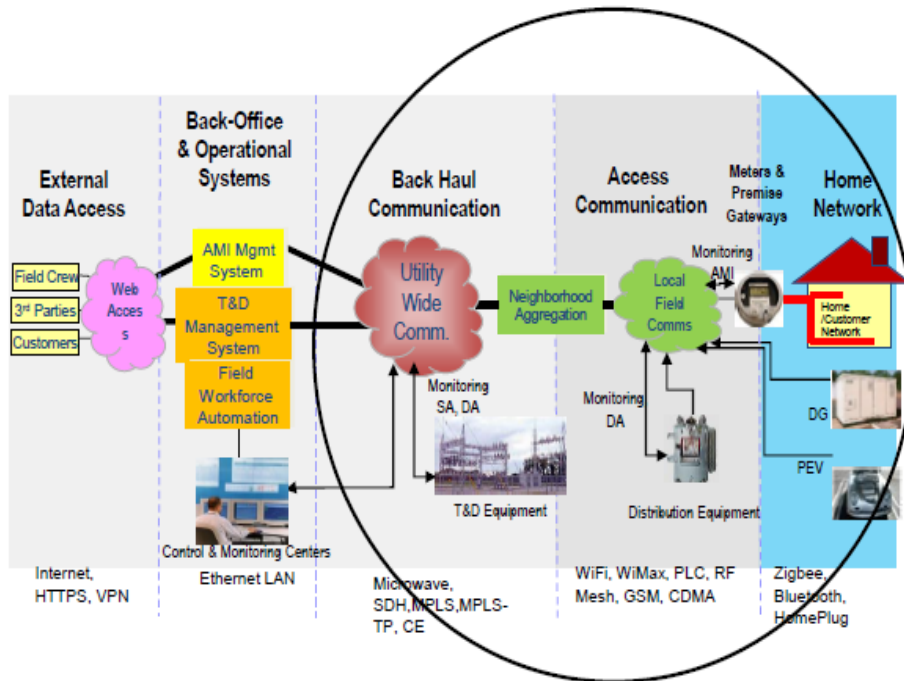 External
Data Access
Back-Office
& Operational
Systems
Back Haul
Communication
Access
Communication
Meters &
Premise
Gateways
Home
Network
Field Crew
3rd Parties
Customers
Web
Acces
s
AMI Mgmt
System
T&D
Management
System
Field
Workforce
Automation
Utility
Wide
Comm.
Neighborhood
Aggregation
Local
Field
Comms
Monitoring
AMI
Home
/Customer
Network
Monitoring
SA, DA
Monitoring
DA
DG
PEV
T&D Equipment
Distribution Equipment
Control & Monitoring Centers
Internet,
HTTPS, VPN
Ethernet LAN
Microwave,
SDH,MPLS,MPLS-
TP, CE
WiFi, WiMax, PLC, RF
Mesh, GSM, CDMA
Zigbee,
Bluetooth,
HomePlug